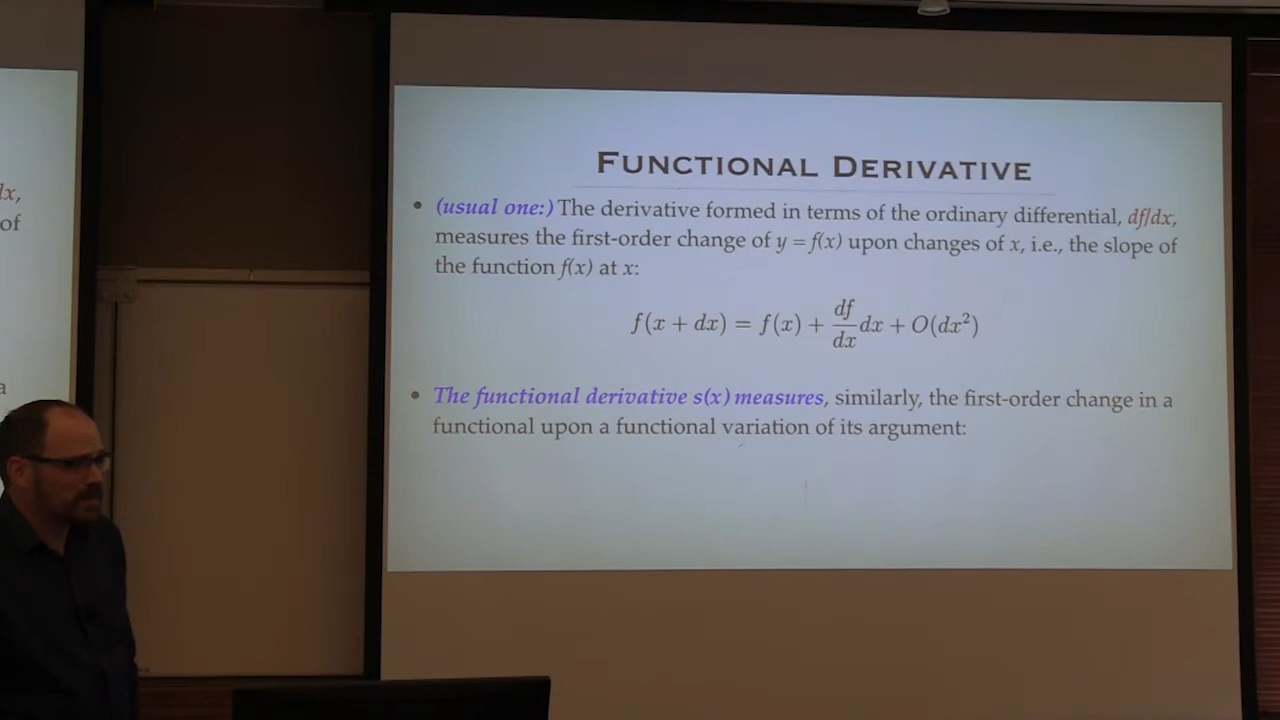 dx,
of
a
FUNCTIONAL DERIVATIVE
• (usual one:) The derivative formed in terms of the ordinary differential, df/dx,
measures the first-order change of y = f(x) upon changes of x, i.e., the slope of
the function f(x) at x:
f(x + dx) = f(x) + df/dx dx + O(dx²)
• The functional derivative s(x) measures, similarly, the first-order change in a
functional upon a functional variation of its argument: